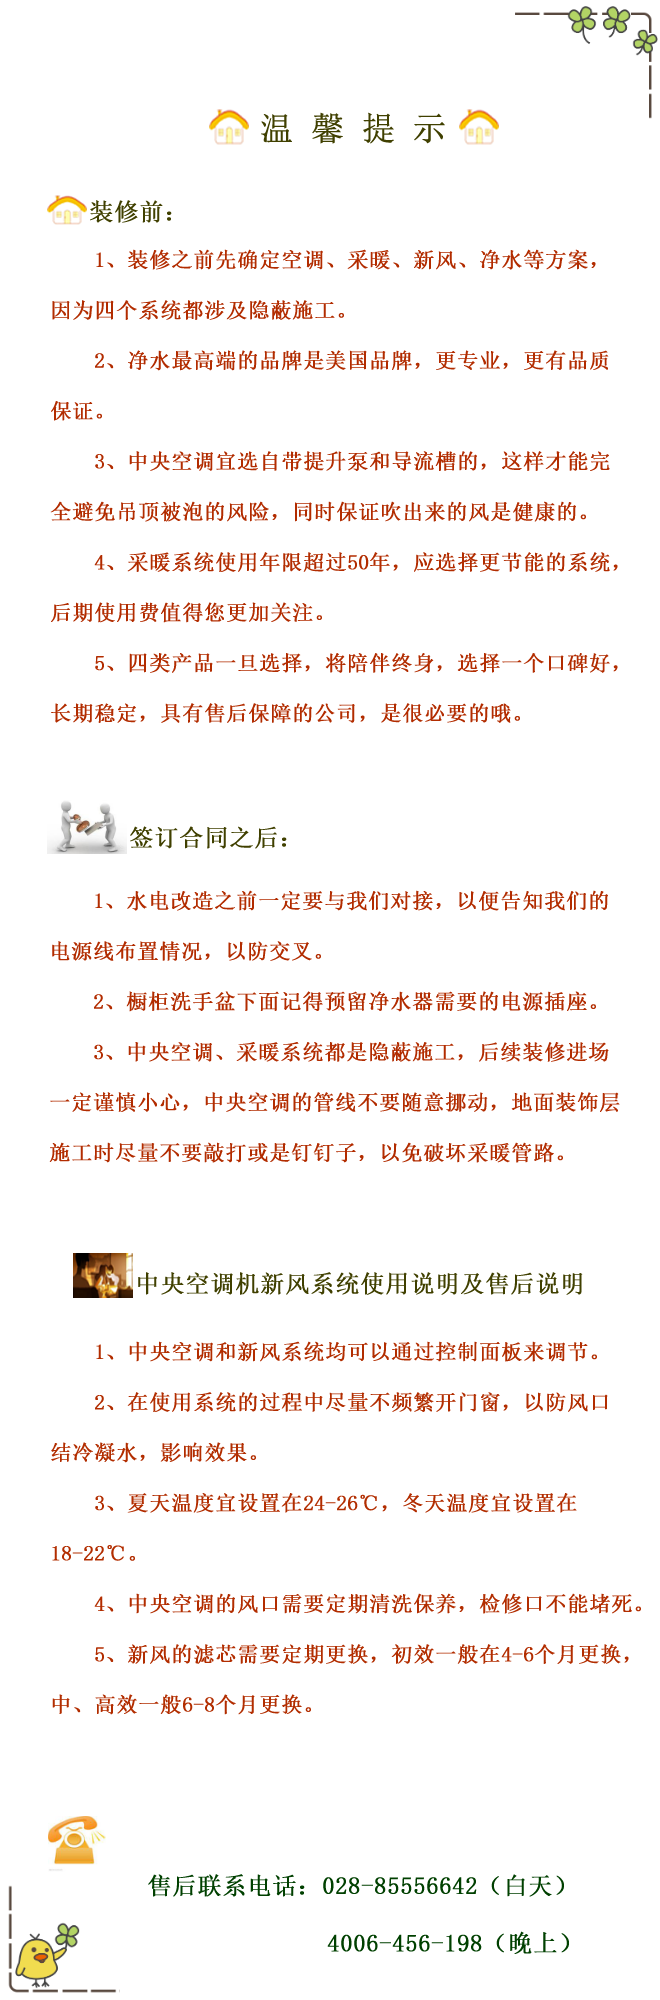 温馨提示
装修前：
1、装修之前先确定空调、采暖、新风、净水等方案，
因为四个系统都涉及隐蔽施工。
2、净水最高端的品牌是美国品牌，更专业，更有品质
保证。
3、中央空调宜选自带提升泵和导流槽的，这样才能完
全避免吊顶被泡的风险，同时保证吹出来的风是健康的。
4、采暖系统使用年限超过50年，应选择更节能的系统，
后期使用费值得您更加关注。
5、四类产品一旦选择，将陪伴终身，选择一个口碑好，
长期稳定，具有售后保障的公司，是很必要的哦。
签订合同之后：
1、水电改造之前一定要与我们对接，以便告知我们的
电源线布置情况，以防交叉。
2、橱柜洗手盆下面记得预留净水器需要的电源插座。
3、中央空调、采暖系统都是隐蔽施工，后续装修进场
一定谨慎小心，中央空调的管线不要随意挪动，地面装饰层
施工时尽量不要敲打或是钉钉子，以免破坏采暖管路。
中央空调机新风系统使用说明及售后说明
1、中央空调和新风系统均可以通过控制面板来调节。
2、在使用系统的过程中尽量不频繁开门窗，以防风口
结冷凝水，影响效果。
3、夏天温度宜设置在24-26℃，冬天温度宜设置在
18-22℃。
4、中央空调的风口需要定期清洗保养，检修口不能堵死。
5、新风的滤芯需要定期更换，初效一般在4-6个月更换，
中、高效一般6-8个月更换。
售后联系电话：028-85556642（白天）
4006-456-198（晚上）